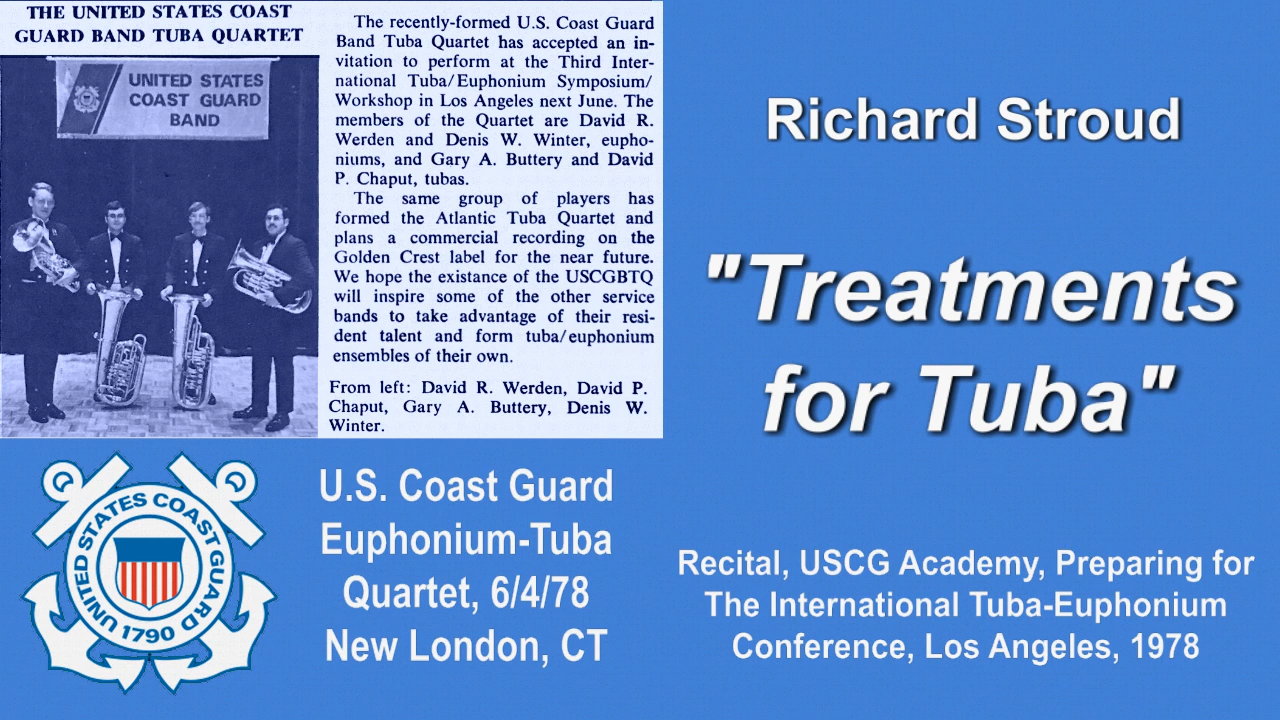 THE UNITED STATES COAST
GUARD BAND TUBA QUARTET
UNITED STATES
COAST GUARD
BAND
The recently-formed U.S. Coast Guard
Band Tuba Quartet has accepted an in-
vitation to perform at the Third Inter-
national Tuba/Euphonium Symposium/
Workshop in Los Angeles next June. The
members of the Quartet are David R.
Werden and Denis W. Winter, eupho-
niums, and Gary A. Buttery and David
P. Chaput, tubas.
The same group of players has
formed the Atlantic Tuba Quartet and
plans a commercial recording on the
Golden Crest label for the near future.
We hope the existance of the USCGBTQ
will inspire some of the other service
bands to take advantage of their resi-
dent talent and form tuba/euphonium
ensembles of their own.
From left: David R. Werden, David P.
Chaput, Gary A. Buttery, Denis W.
Winter.
UNITED STATES COAST GUARD
1790
U.S. Coast Guard
Euphonium-Tuba
Quartet, 6/4/78
New London, CT
Richard Stroud
"Treatments
for Tuba"
Recital, USCG Academy, Preparing for
The International Tuba-Euphonium
Conference, Los Angeles, 1978